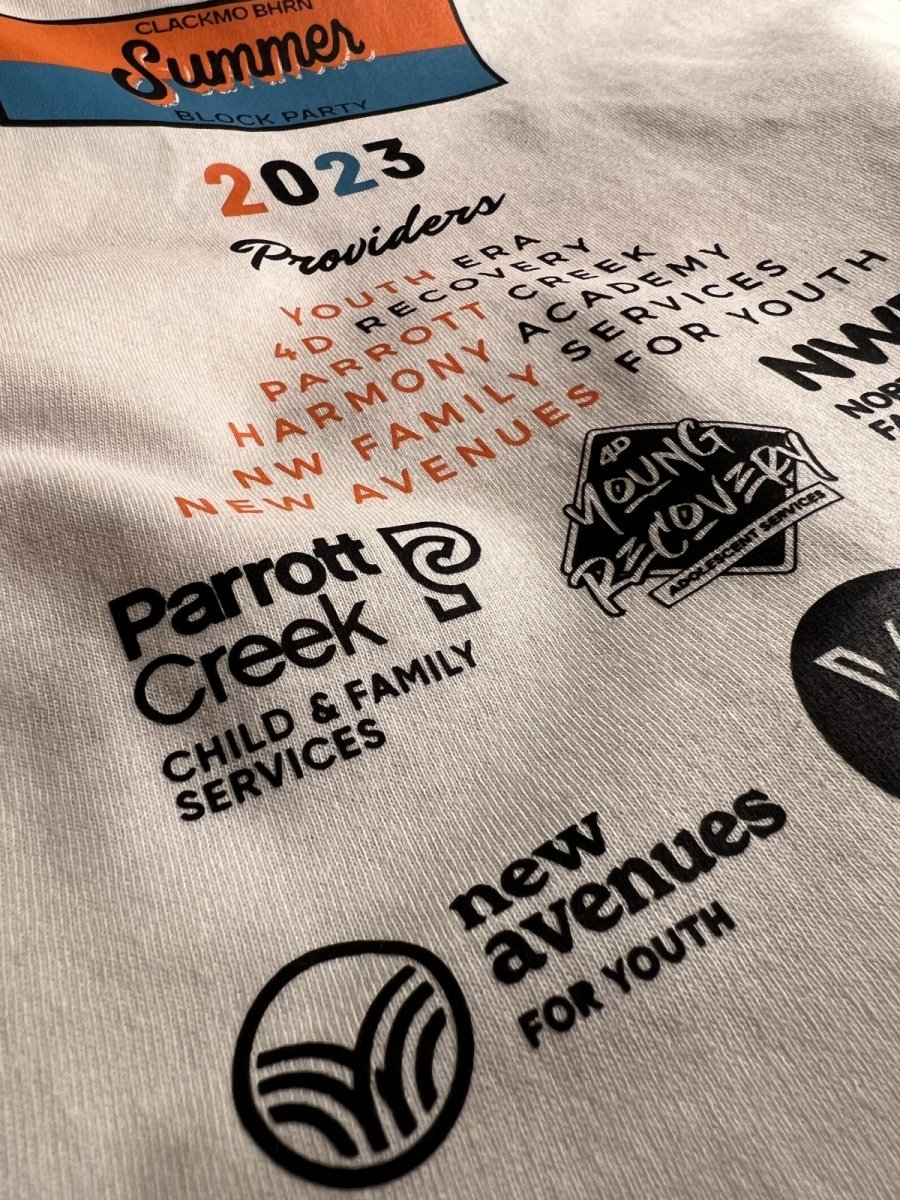 CLACKMO BHRN
Summer
BLOCK PARTY
2023
Providers
YOUTH ERA
4D RECOVERY
PARROTT CREEK
HARMONY ACADEMY
NW FAMILY SERVICES
NEW AVENUES FOR YOUTH
4D
YOUNG
RECOVERY
ADOLESCENT SERVICES
Parrott
Creek
CHILD & FAMILY
SERVICES
new
avenues
FOR YOUTH